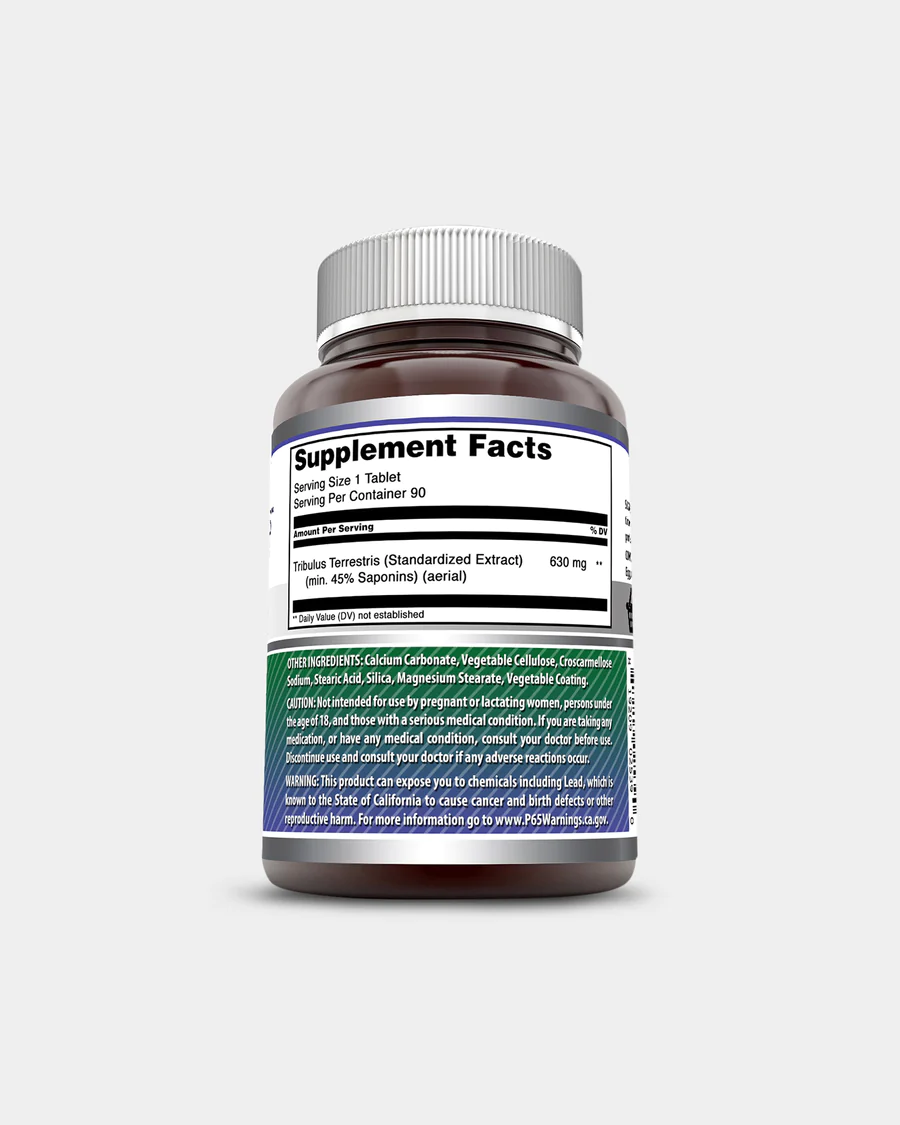 Supplement Facts
Serving Size 1 Tablet
Serving Per Container 90
Amount Per Serving % DV
Tribulus Terrestris (Standardized Extract) 630 mg **
(min. 45% Saponins) (aerial)
** Daily Value (DV) not established
OTHER INGREDIENTS: Calcium Carbonate, Vegetable Cellulose, Croscarmellose
Sodium, Stearic Acid, Silica, Magnesium Stearate, Vegetable Coating.
CAUTION: Not intended for use by pregnant or lactating women, persons under
the age of 18, and those with a serious medical condition. If you are taking any
medication, or have any medical condition, consult your doctor before use.
Discontinue use and consult your doctor if any adverse reactions occur.
WARNING: This product can expose you to chemicals including Lead, which is
known to the State of California to cause cancer and birth defects or other
reproductive harm. For more information go to www.P65Warnings.ca.gov.